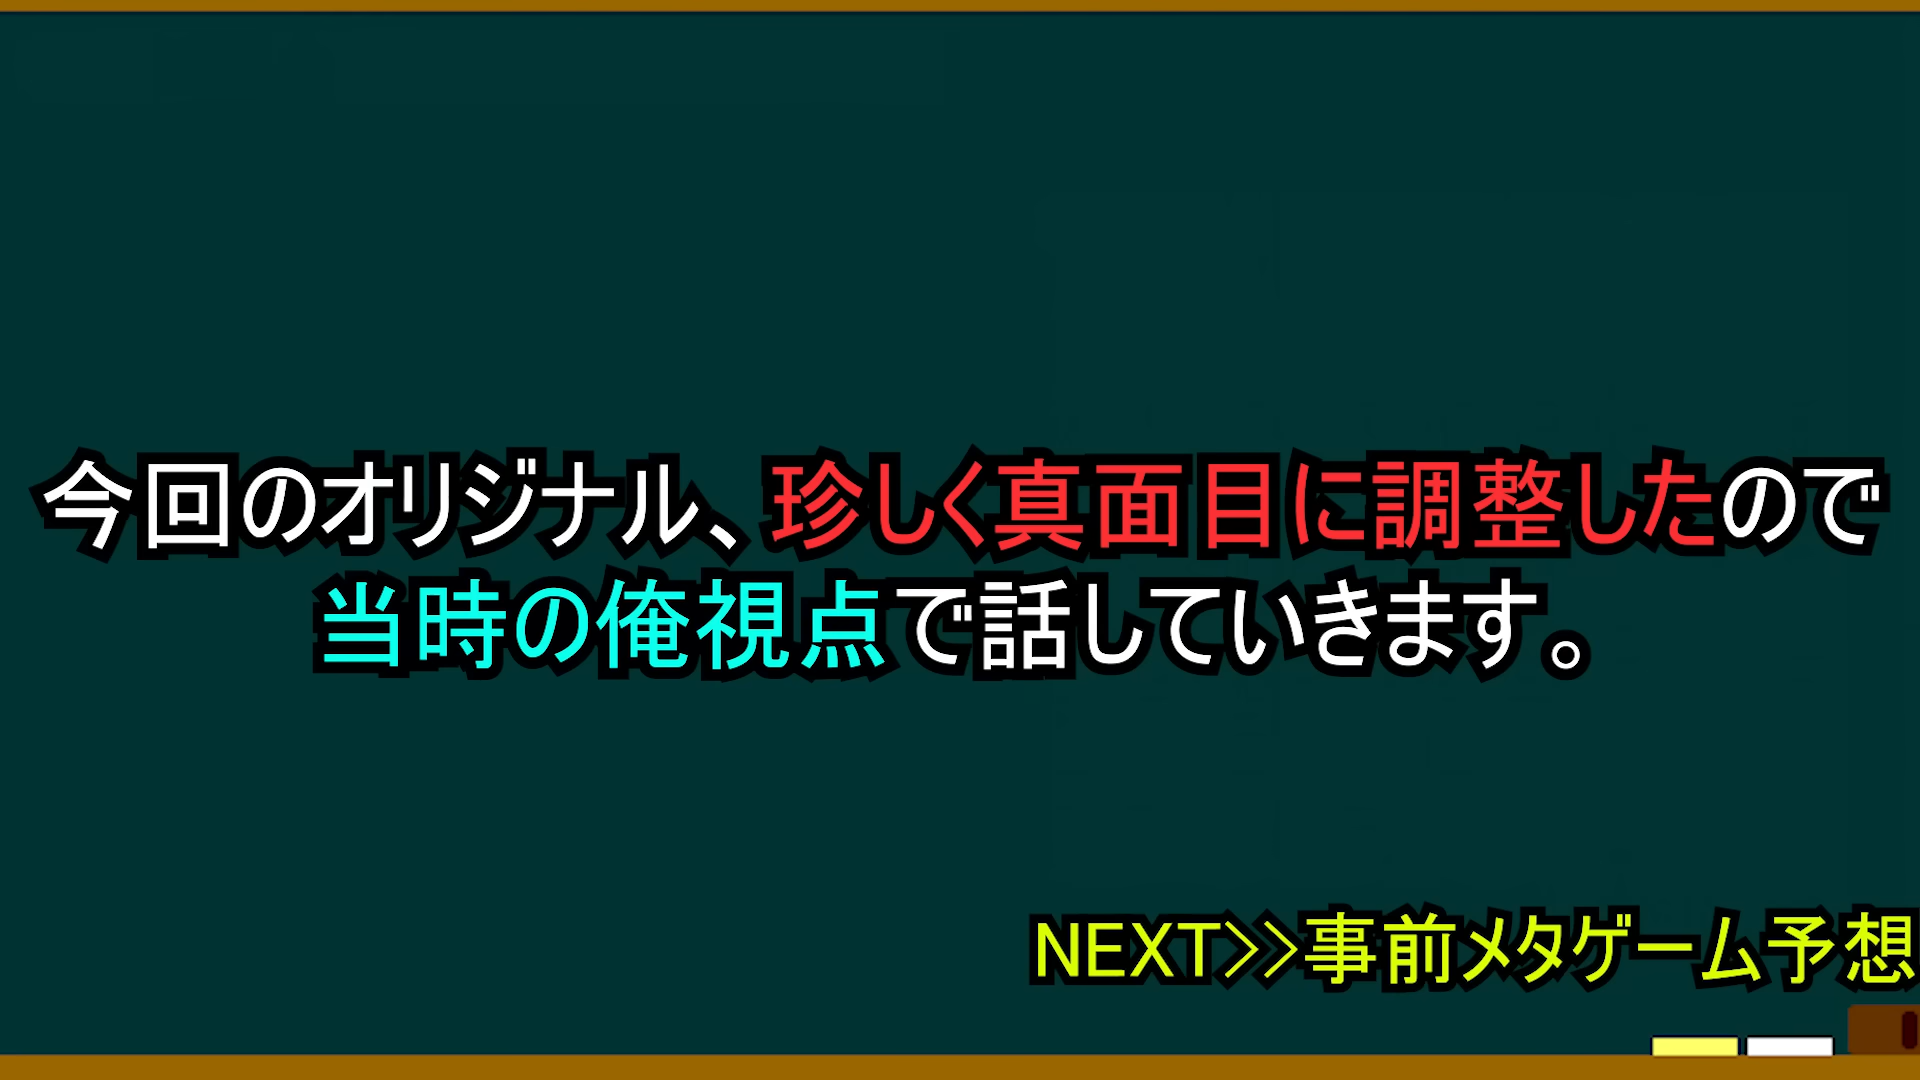 今回のオリジナル、珍しく真面目に調整したので
当時の俺視点で話していきます。
NEXT>>事前メタゲーム予想